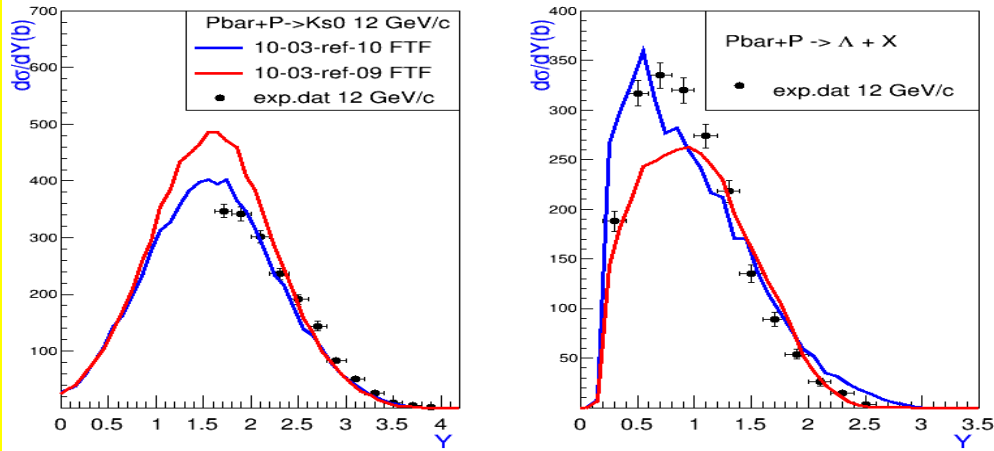 Pbar+P->Ks0 12 GeV/c
10-03-ref-10 FTF
10-03-ref-09 FTF
exp.dat 12 GeV/c
dσ/dY(b)
700
600
500
400
300
200
100
0 0.5 1 1.5 2 2.5 3 3.5 4
Y
Pbar+P -> Λ + X
exp.dat 12 GeV/c
dσ/dY(b)
400
350
300
250
200
150
100
50
0 0.5 1 1.5 2 2.5 3 3.5
Y